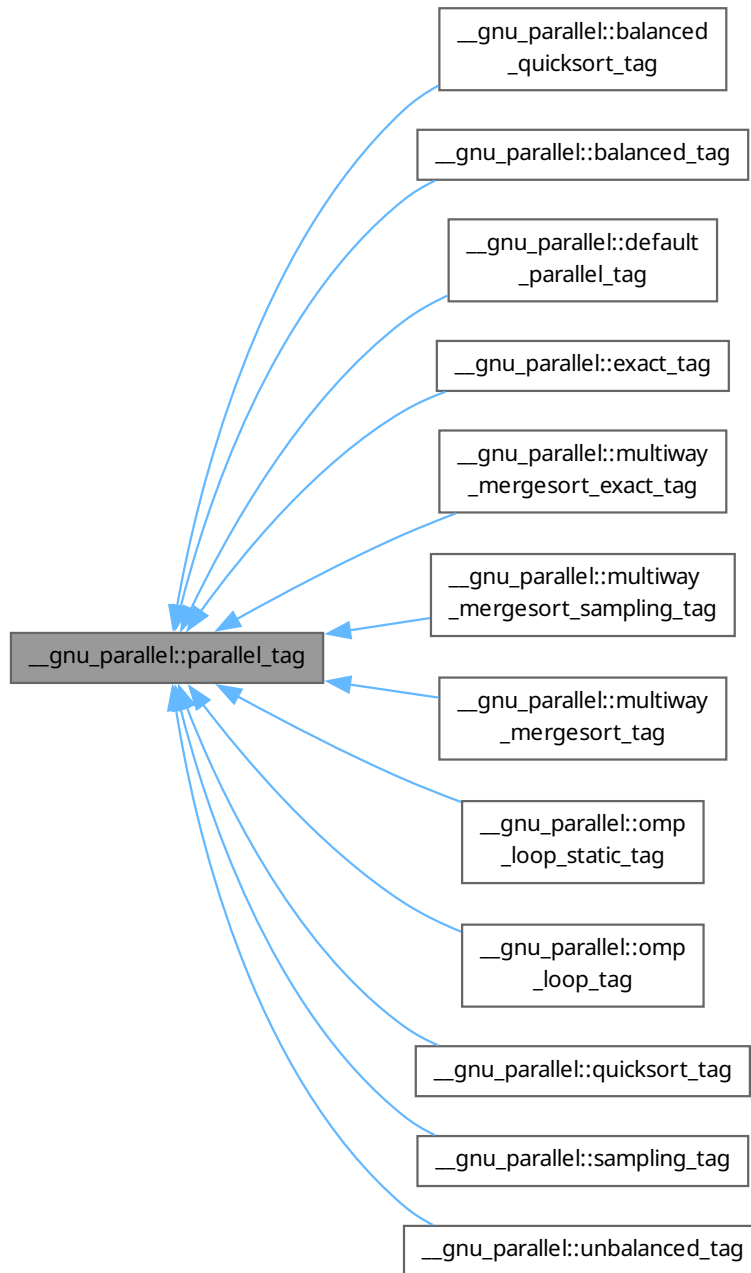 __gnu_parallel::balanced
_quicksort_tag
__gnu_parallel::balanced_tag
__gnu_parallel::default
_parallel_tag
__gnu_parallel::exact_tag
__gnu_parallel::multiway
_mergesort_exact_tag
__gnu_parallel::multiway
_mergesort_sampling_tag
__gnu_parallel::parallel_tag
__gnu_parallel::multiway
_mergesort_tag
__gnu_parallel::omp
_loop_static_tag
__gnu_parallel::omp
_loop_tag
__gnu_parallel::quicksort_tag
__gnu_parallel::sampling_tag
__gnu_parallel::unbalanced_tag